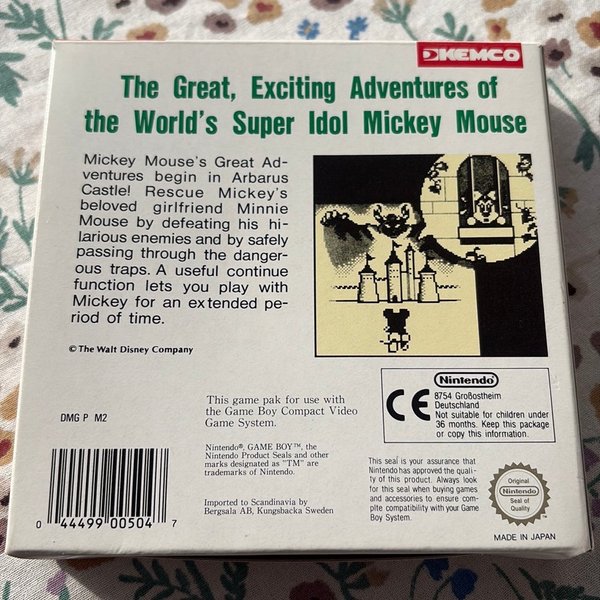 KEMCO
The Great, Exciting Adventures of
the World's Super Idol Mickey Mouse
Mickey Mouse's Great Ad-
ventures begin in Arbarus
Castle! Rescue Mickey's
beloved girlfriend Minnie
Mouse by defeating his hi-
larious enemies and by safely
passing through the danger-
ous traps. A useful continue
function lets you play with
Mickey for an extended pe-
riod of time.
© The Walt Disney Company
DMG P M2
This game pak for use with
the Game Boy Compact Video
Game System.
Nintendo®, GAME BOY™, the
Nintendo Product Seals and other
marks designated as "TM" are
trademarks of Nintendo.
Imported to Scandinavia by
Bergsala AB, Kungsbacka Sweden
0 44499 00504 7
CE
Nintendo
8754 Großostheim
Deutschland
Not suitable for children under
36 months. Keep this package
or copy this information.
This seal is your assurance that
Nintendo has approved the quali-
ty of this product. Always look
for this seal when buying games
and accessories to ensure com-
plete compatibility with your Game
Boy System.
Original
Nintendo
Seal of
Quality
MADE IN JAPAN